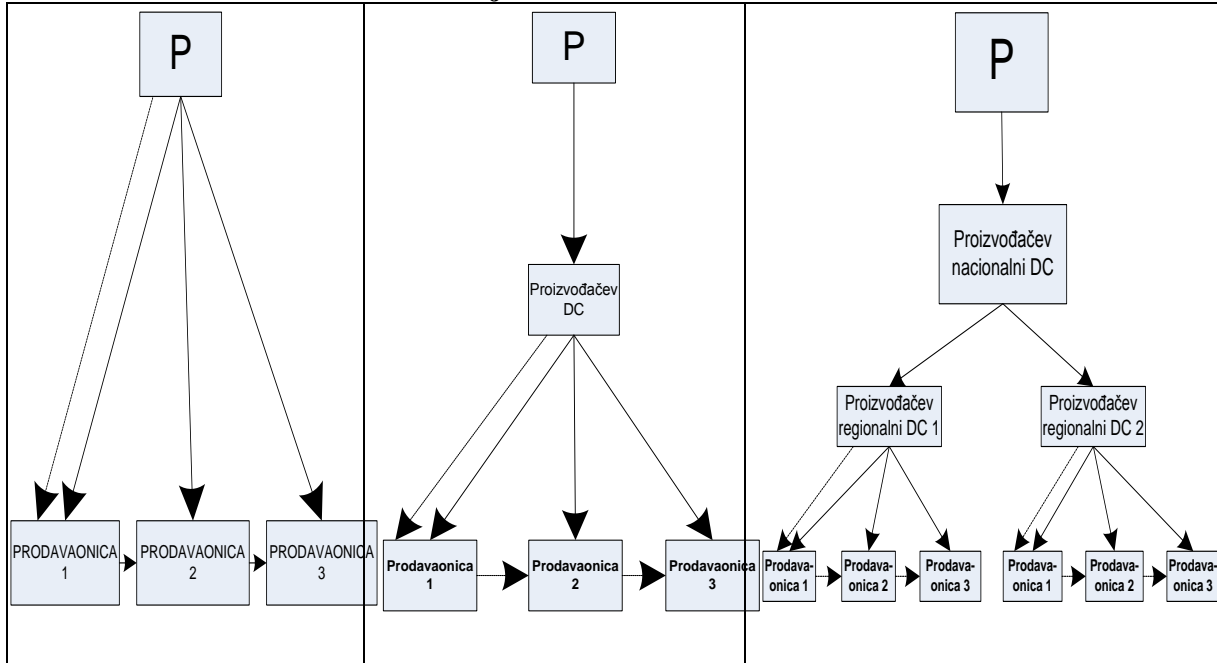 P
PRODAVAONICA
1
PRODAVAONICA
2
PRODAVAONICA
3
P
Proizvođačev
DC
Prodavaonica
1
Prodavaonica
2
Prodavaonica
3
P
Proizvođačev
nacionalni DC
Proizvođačev
regionalni DC 1
Proizvođačev
regionalni DC 2
Prodava-
onica 1
Prodava-
onica 2
Prodava-
onica 3
Prodava-
onica 1
Prodava-
onica 2
Prodava-
onica 3